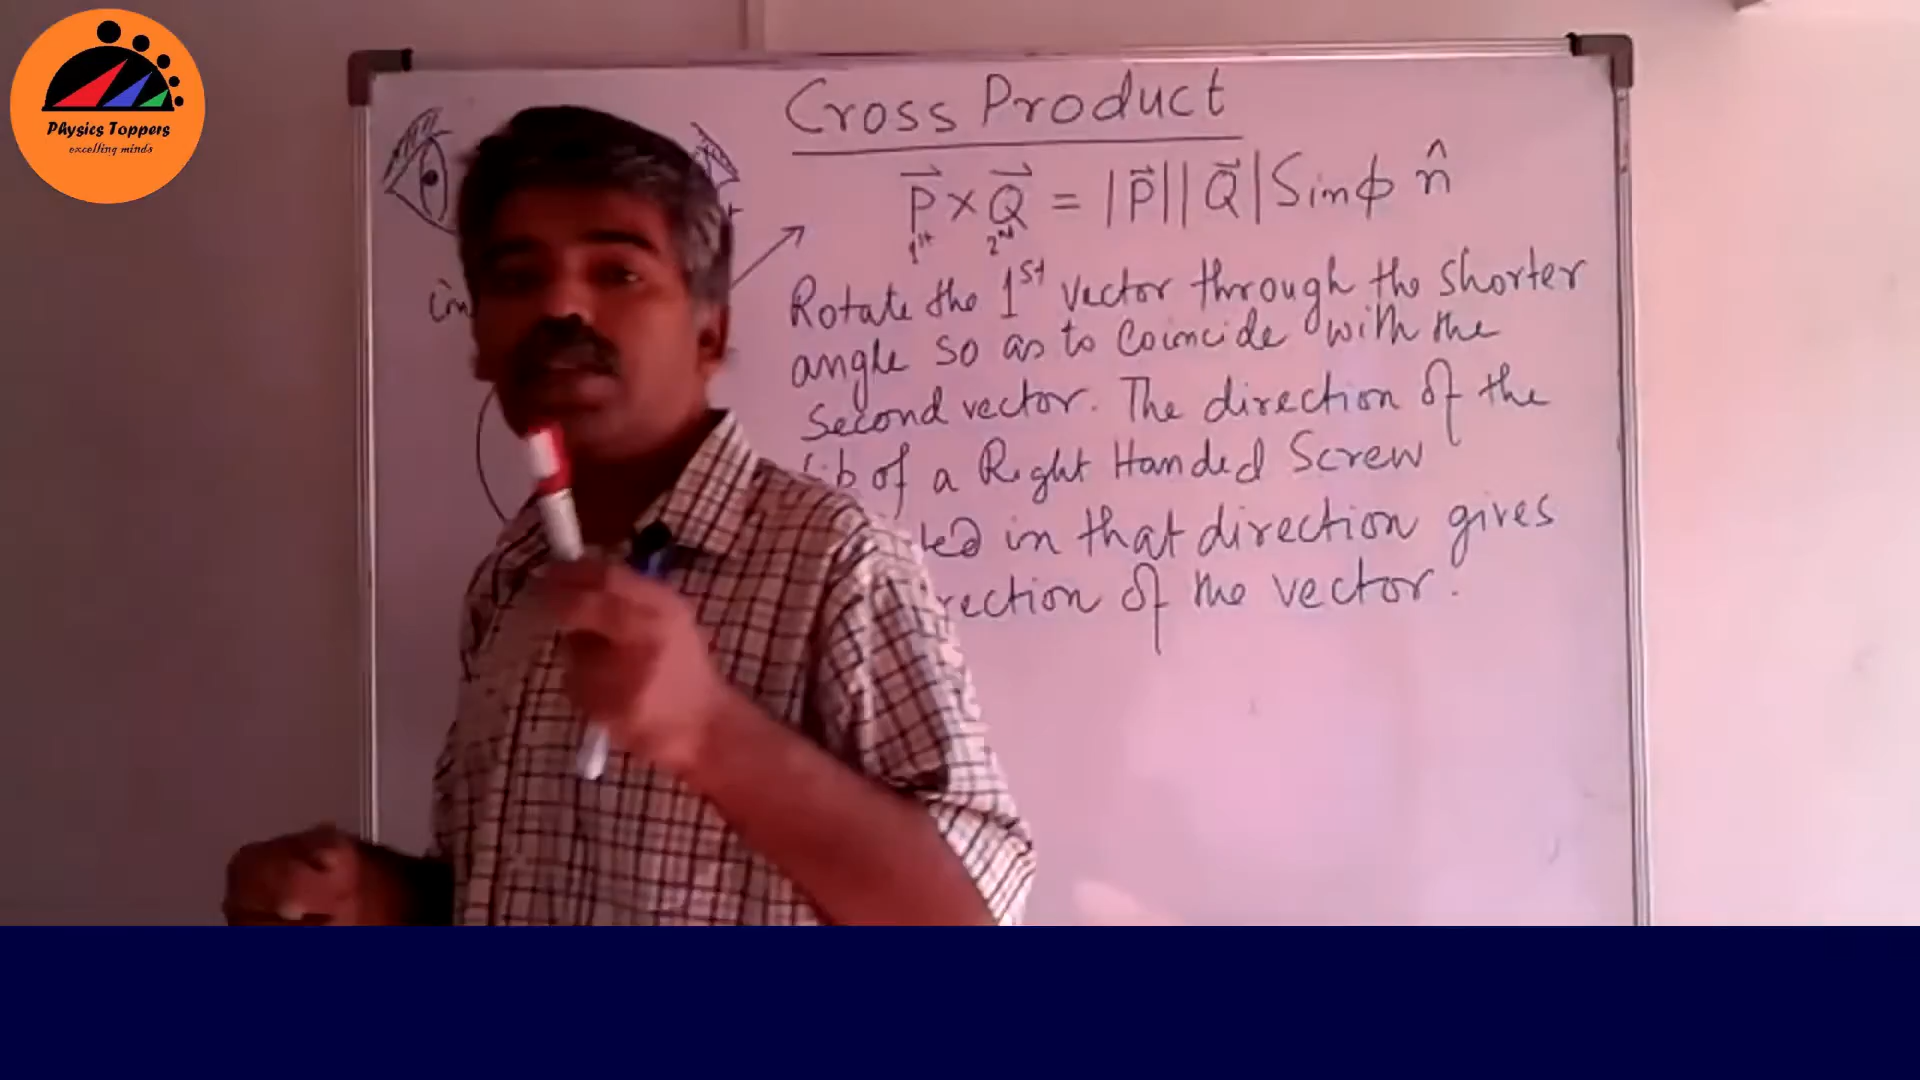 Physics Toppers
excelling minds
Cross Product
P⃗ × Q⃗ = |P⃗||Q⃗| Sin ϕ n̂
1st 2nd
Rotate the 1st vector through the shorter
angle so as to coincide with the
second vector. The direction of the
of a Right Handed Screw
in that direction gives
of the vector.